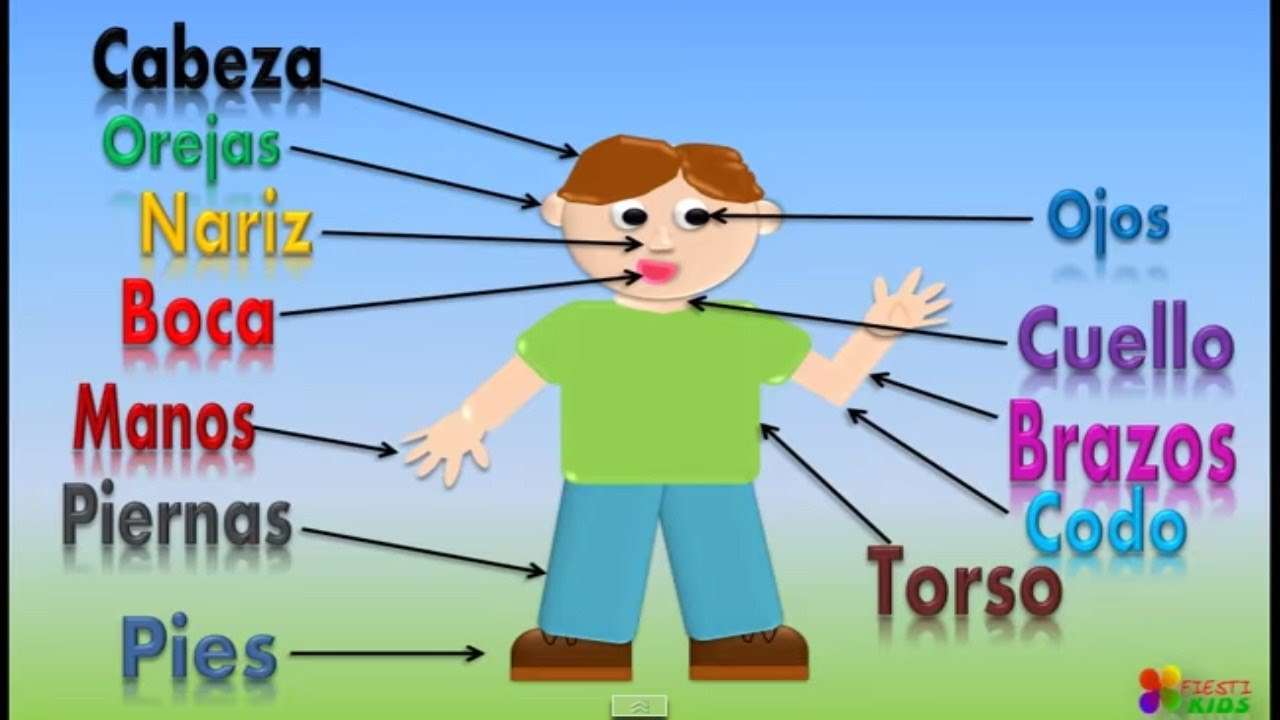 Cabeza
Orejas
Nariz
Boca
Manos
Piernas
Pies
Ojos
Cuello
Brazos
Codo
Torso
FIESTI
KIDS